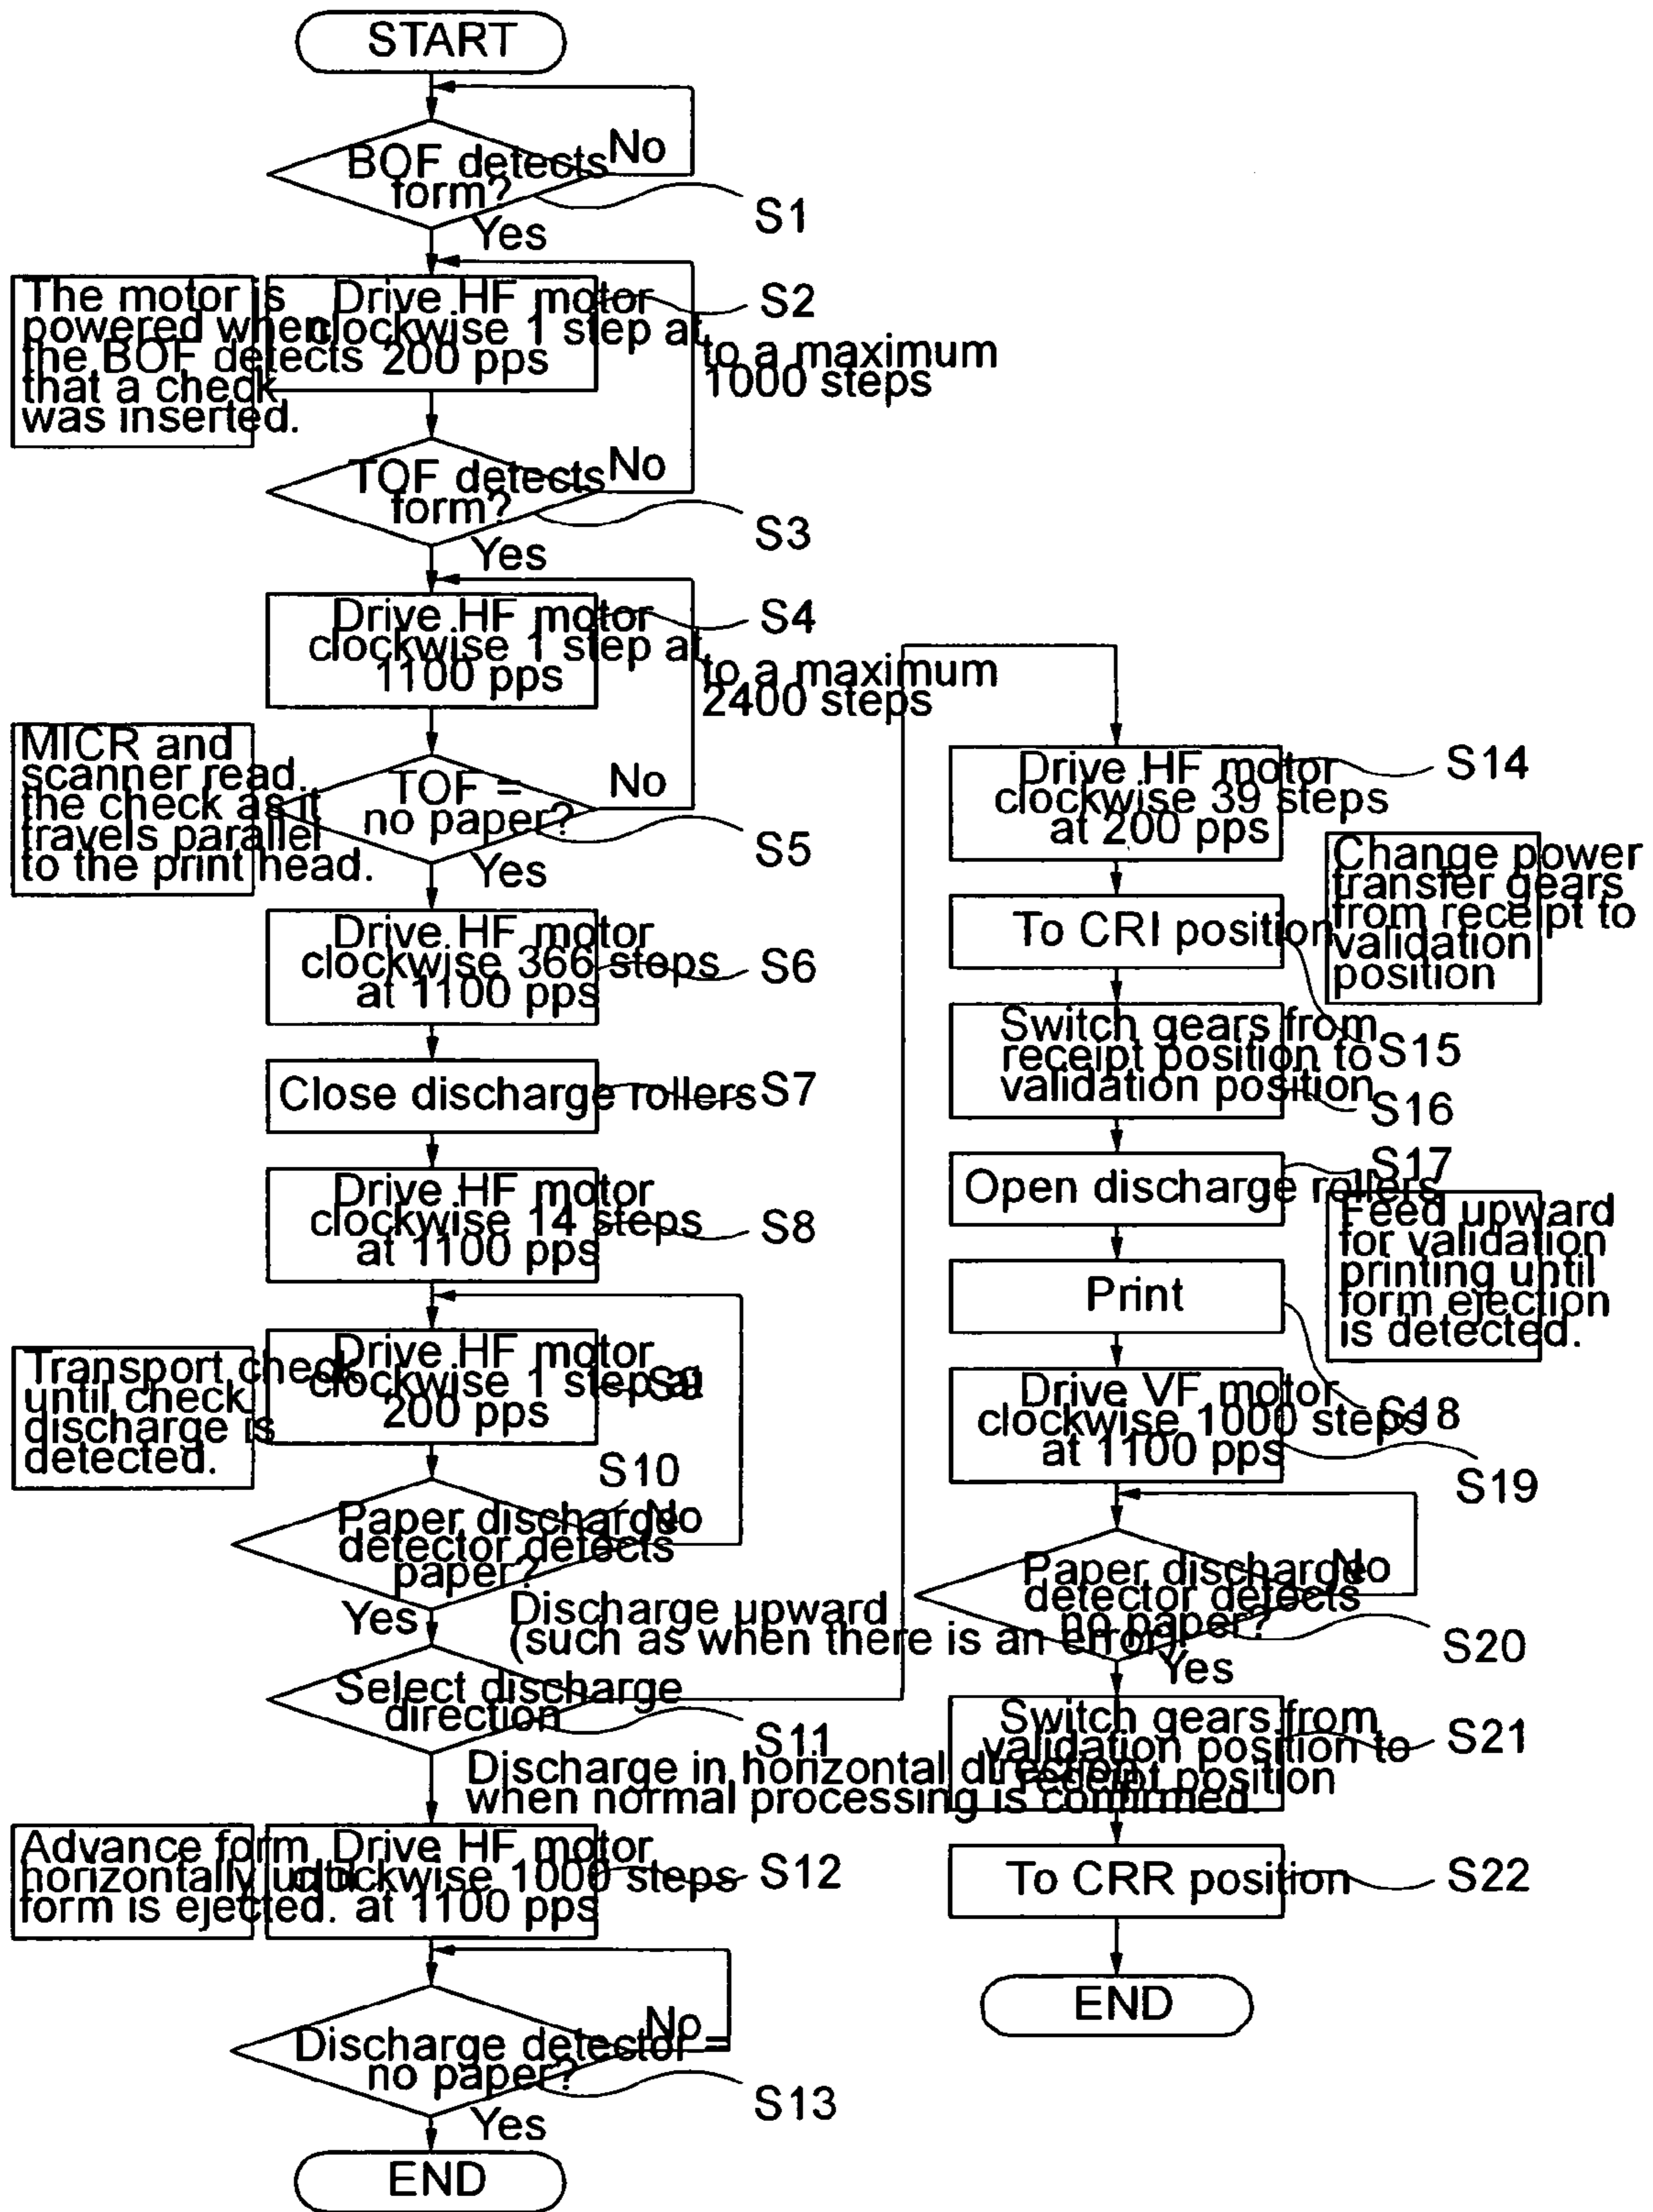 START
BOF detects
form?
No
S1
Yes
The motor is
powered when
the BOF detects
that a check
was inserted.
Drive HF motor
clockwise 1 step at
200 pps
S2
to a maximum
1000 steps
TOF detects
form?
No
S3
Yes
Drive HF motor
clockwise 1 step at
1100 pps
S4
to a maximum
2400 steps
MICR and
scanner read
the check as it
travels parallel
to the print head.
TOF =
no paper?
No
S5
Yes
Drive HF motor
clockwise 366 steps
at 1100 pps
S6
Close discharge rollers
S7
Drive HF motor
clockwise 14 steps
at 1100 pps
S8
Transport check
until check
discharge is
detected.
Drive HF motor
clockwise 1 step at
200 pps
S9
S10
Paper discharge
detector detects
paper?
No
Yes
Discharge upward
(such as when there is an error).
Select discharge
direction
S11
Discharge in horizontal direction
when normal processing is confirmed.
Advance form
horizontally until
form is ejected.
Drive HF motor
clockwise 1000 steps
at 1100 pps
S12
Discharge detector =
no paper?
No
S13
Yes
END
Drive HF motor
clockwise 39 steps
at 200 pps
S14
Change power
transfer gears
from receipt to
validation
position
To CRI position
S15
Switch gears from
receipt position to
validation position
S16
Open discharge rollers
S17
Feed upward
for validation
printing until
form ejection
is detected.
Print
S18
Drive VF motor
clockwise 1000 steps
at 1100 pps
S19
Paper discharge
detector detects
no paper?
No
S20
Yes
Switch gears from
validation position to
receipt position
S21
To CRR position
S22
END